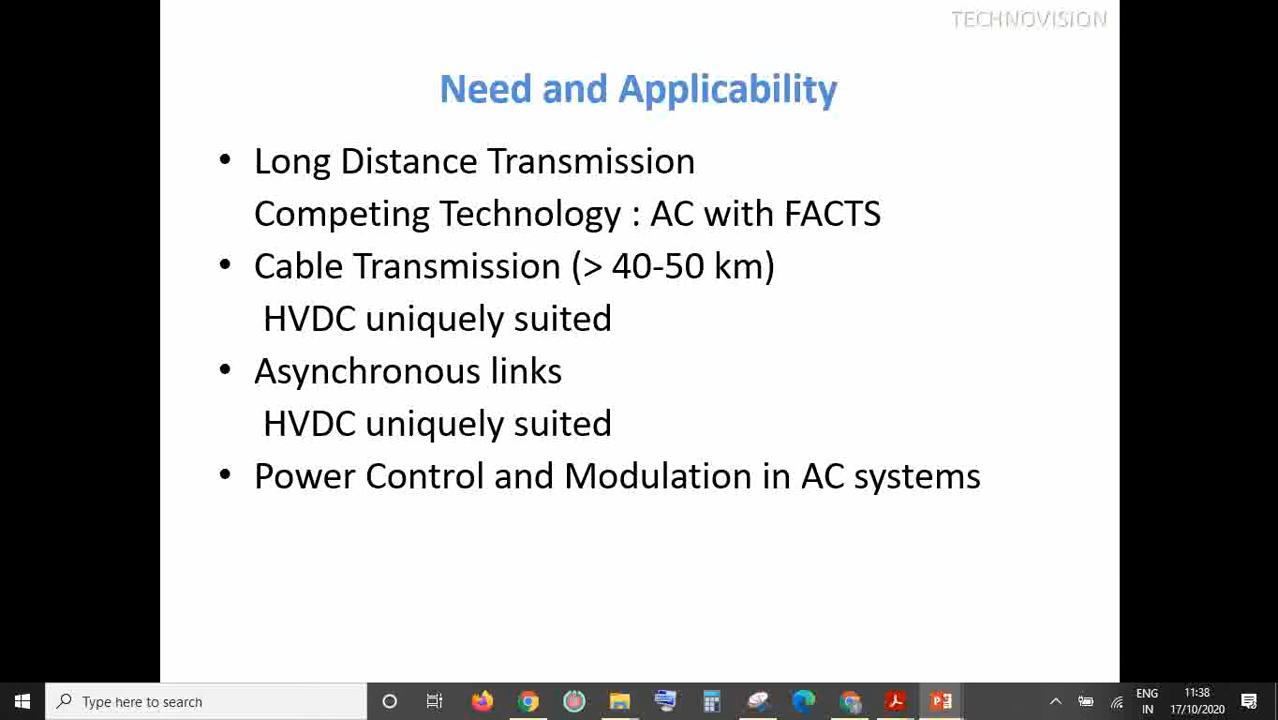 TECHNOVISION
Need and Applicability
• Long Distance Transmission
Competing Technology : AC with FACTS
• Cable Transmission (> 40-50 km)
HVDC uniquely suited
• Asynchronous links
HVDC uniquely suited
• Power Control and Modulation in AC systems
Type here to search
ENG
IN
11:38
17/10/2020